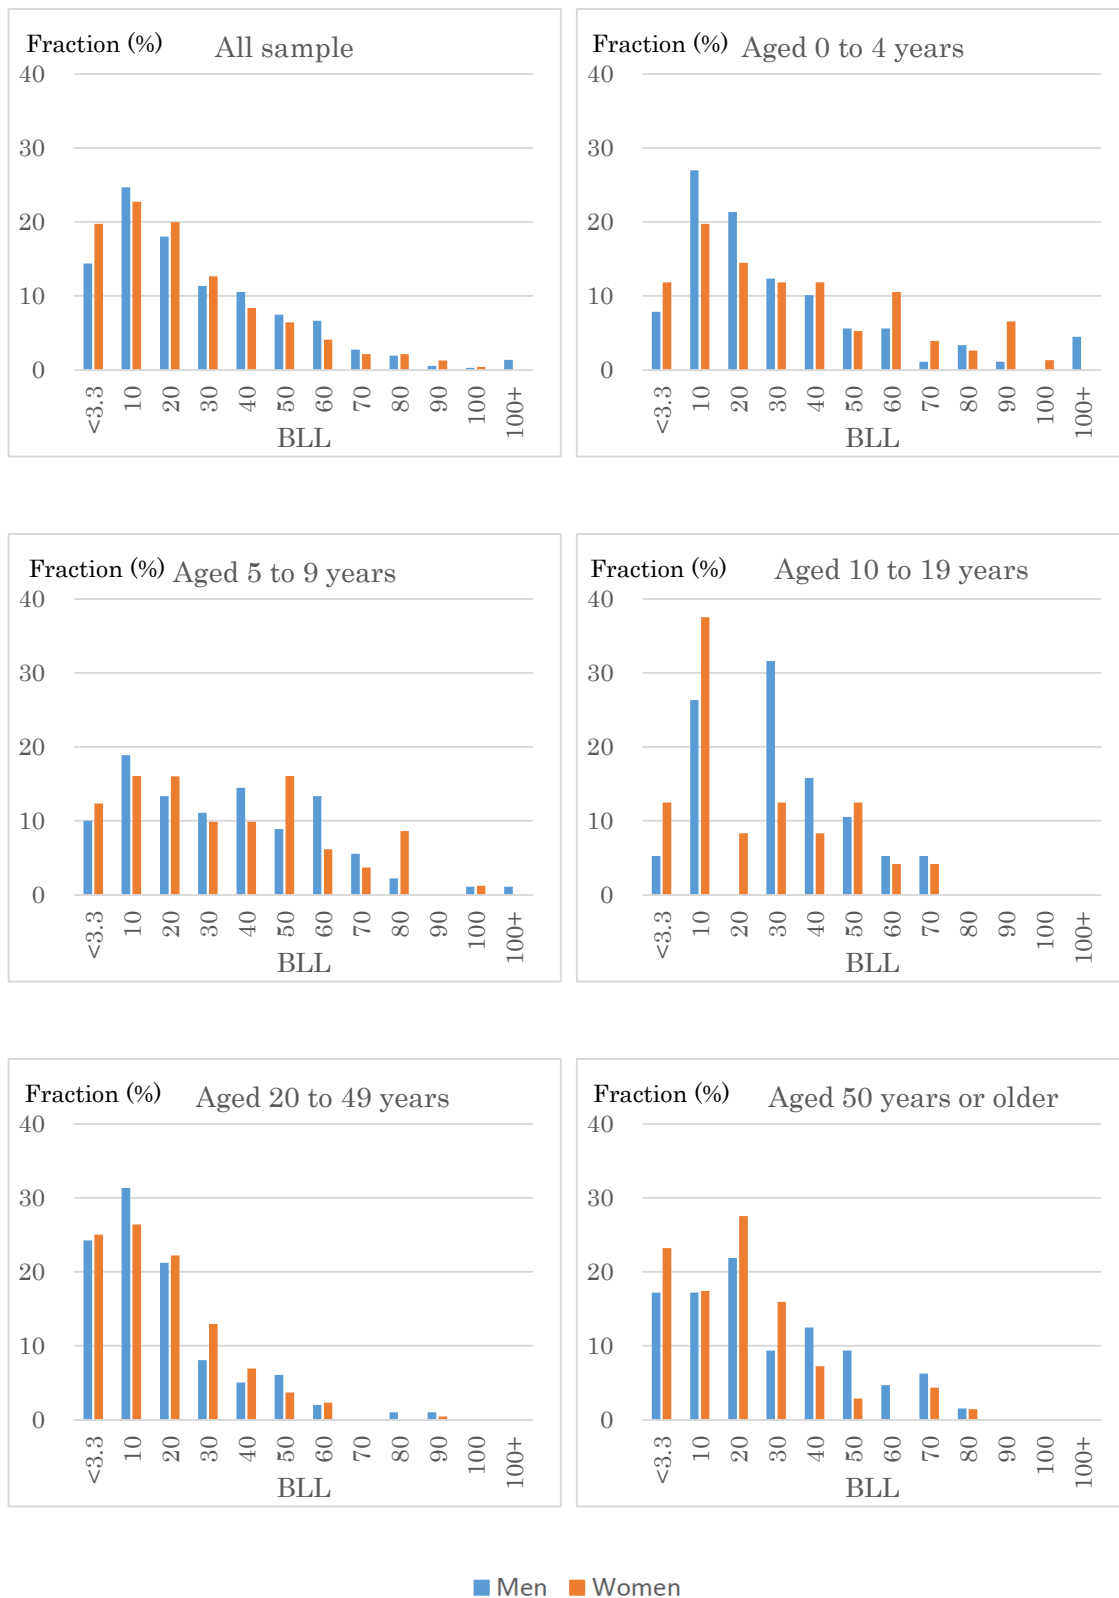 Fraction (%) All sample
40
30
20
10
0
<3.3 10 20 30 40 50 60 70 80 90 100 100+
BLL
Fraction (%) Aged 0 to 4 years
40
30
20
10
0
<3.3 10 20 30 40 50 60 70 80 90 100 100+
BLL
Fraction (%) Aged 5 to 9 years
40
30
20
10
0
<3.3 10 20 30 40 50 60 70 80 90 100 100+
BLL
Fraction (%) Aged 10 to 19 years
40
30
20
10
0
<3.3 10 20 30 40 50 60 70 80 90 100 100+
BLL
Fraction (%) Aged 20 to 49 years
40
30
20
10
0
<3.3 10 20 30 40 50 60 70 80 90 100 100+
BLL
Fraction (%) Aged 50 years or older
40
30
20
10
0
<3.3 10 20 30 40 50 60 70 80 90 100 100+
BLL
Men Women